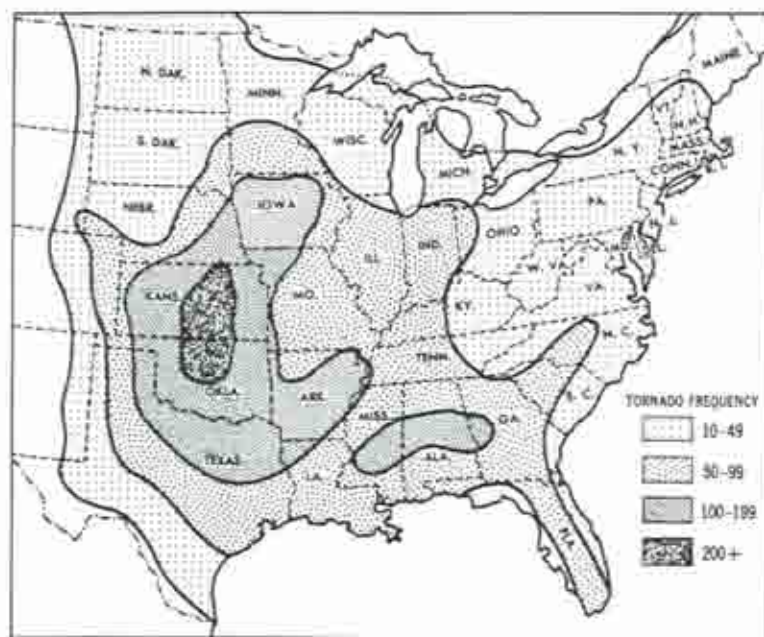 MAINE
N. DAK.
MINN.
VT.
N. H.
S. DAK.
WISC.
N. Y.
MASS.
MICH.
CONN.
R. I.
NEBR.
IOWA
PA.
N. J.
OHIO
ILL.
IND.
MD.
W. VA.
KANS.
MO.
KY.
VA.
N. C.
TENN.
OKLA.
ARK.
S. C.
MISS.
GA.
TEXAS
ALA.
LA.
FLA.
TORNADO FREQUENCY
10-49
50-99
100-199
200+